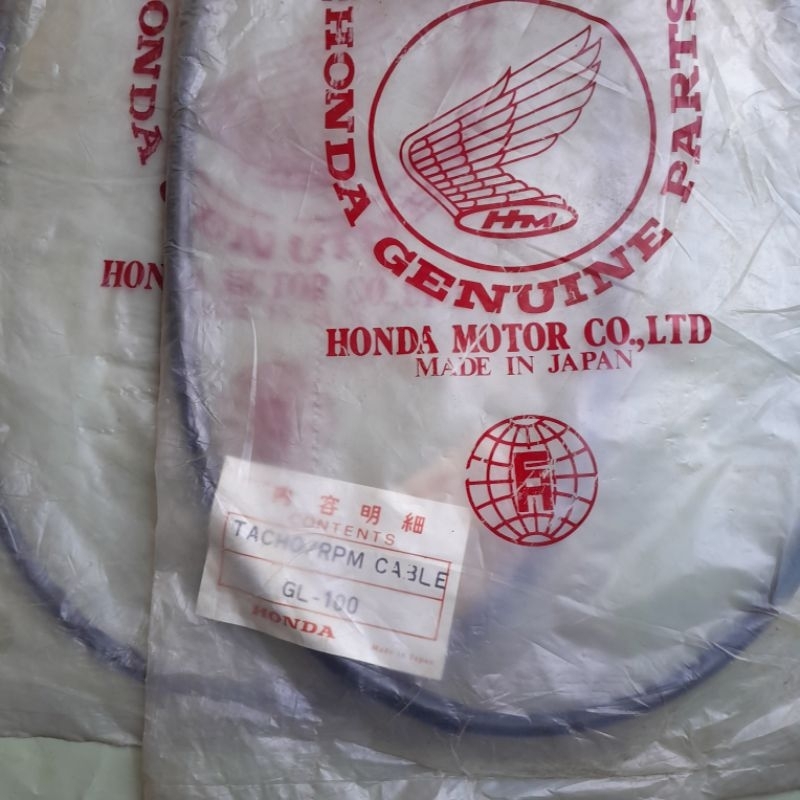 HONDA GENUINE PARTS
HM
HONDA MOTOR CO.,LTD
MADE IN JAPAN
内容明細
CONTENTS
TACHO/RPM CABLE
GL-100
HONDA
Made in Japan
HONDA
HON